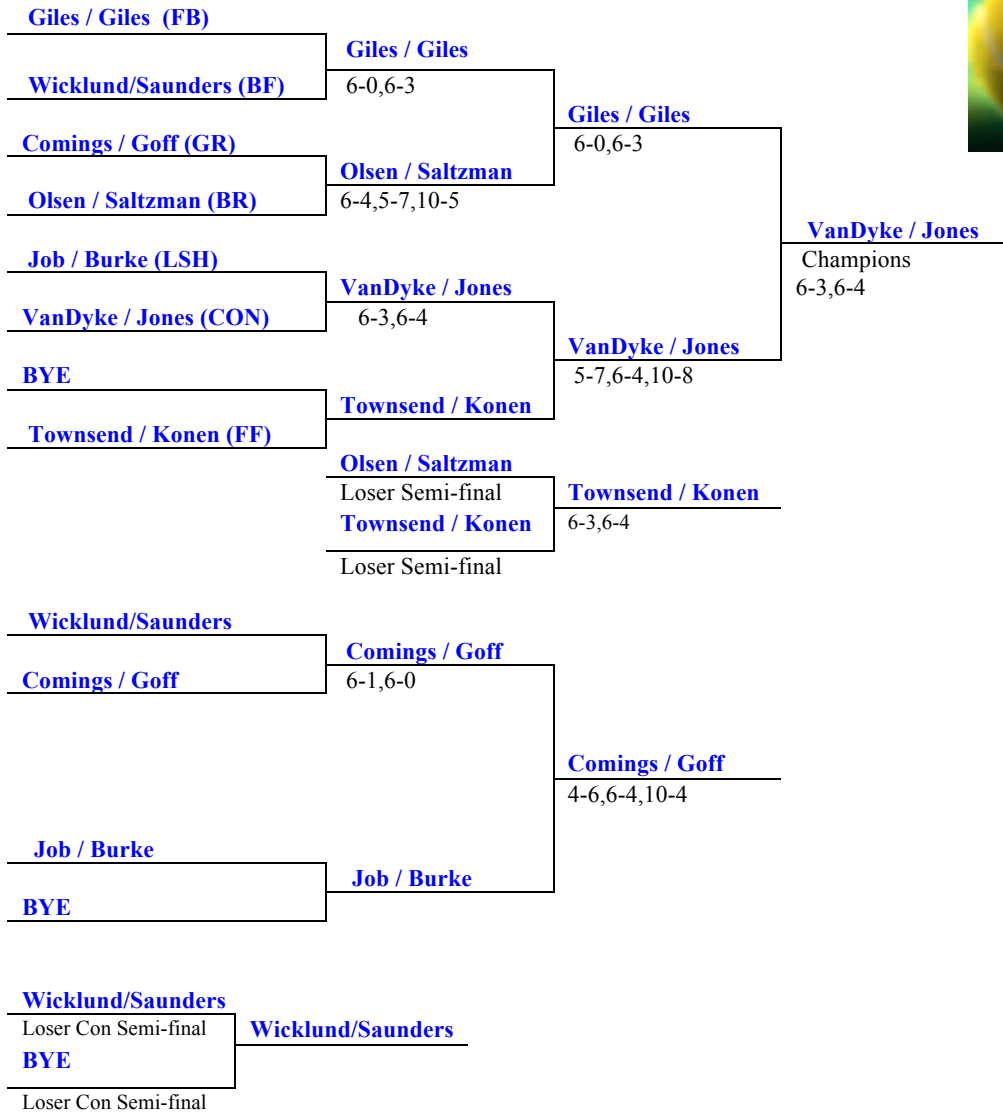 Giles / Giles  (FB)
Giles / Giles
Wicklund/Saunders (BF)
6-0,6-3
Giles / Giles
Comings / Goff (GR)
6-0,6-3
Olsen / Saltzman
Olsen / Saltzman (BR)
6-4,5-7,10-5
VanDyke / Jones
Job / Burke (LSH)
Champions
VanDyke / Jones
6-3,6-4
VanDyke / Jones (CON)
6-3,6-4
VanDyke / Jones
BYE
5-7,6-4,10-8
Townsend / Konen
Townsend / Konen (FF)
Olsen / Saltzman
Loser Semi-final
Townsend / Konen
Townsend / Konen
6-3,6-4
Loser Semi-final
Wicklund/Saunders
Comings / Goff
Comings / Goff
6-1,6-0
Comings / Goff
4-6,6-4,10-4
Job / Burke
Job / Burke
BYE
Wicklund/Saunders
Loser Con Semi-final
Wicklund/Saunders
BYE
Loser Con Semi-final